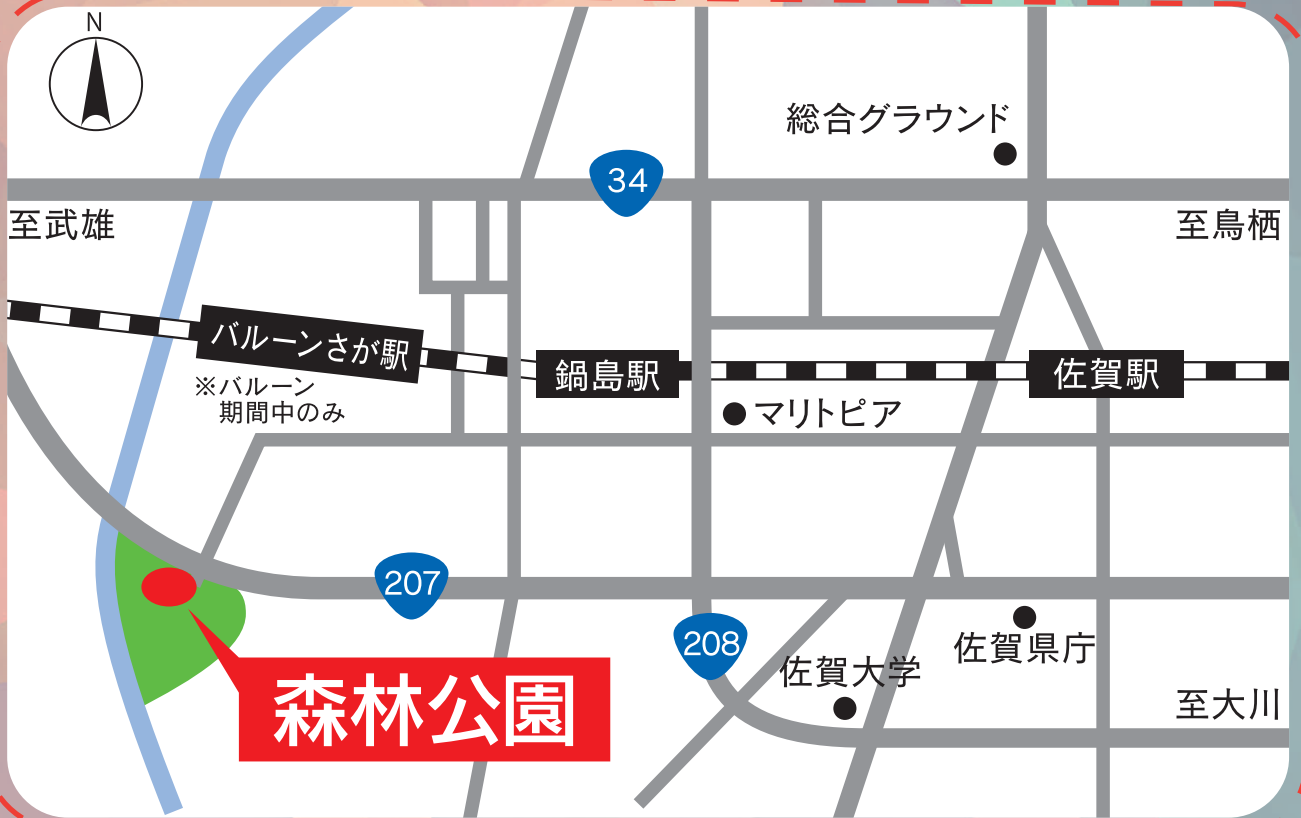 N
総合グラウンド
34
至武雄
至鳥栖
バルーンさが駅
※バルーン
期間中のみ
鍋島駅
佐賀駅
マリトピア
207
208
佐賀大学
佐賀県庁
森林公園
至大川